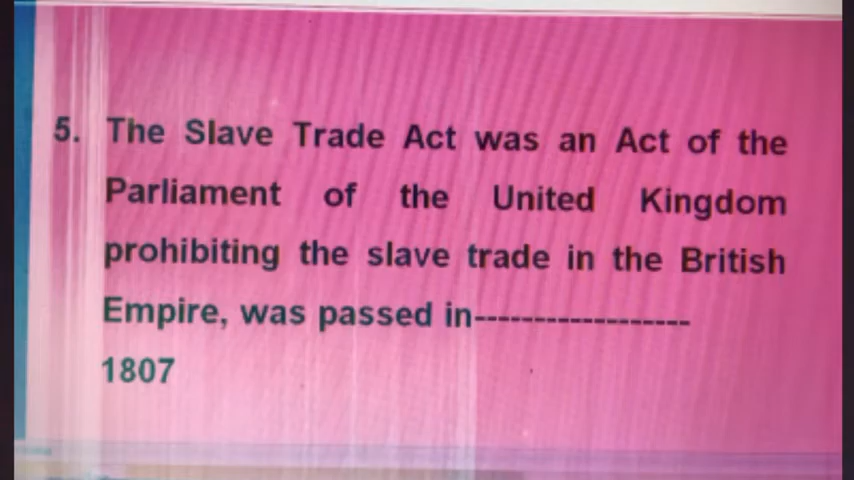 5. The Slave Trade Act was an Act of the
Parliament of the United Kingdom
prohibiting the slave trade in the British
Empire, was passed in------------------
1807